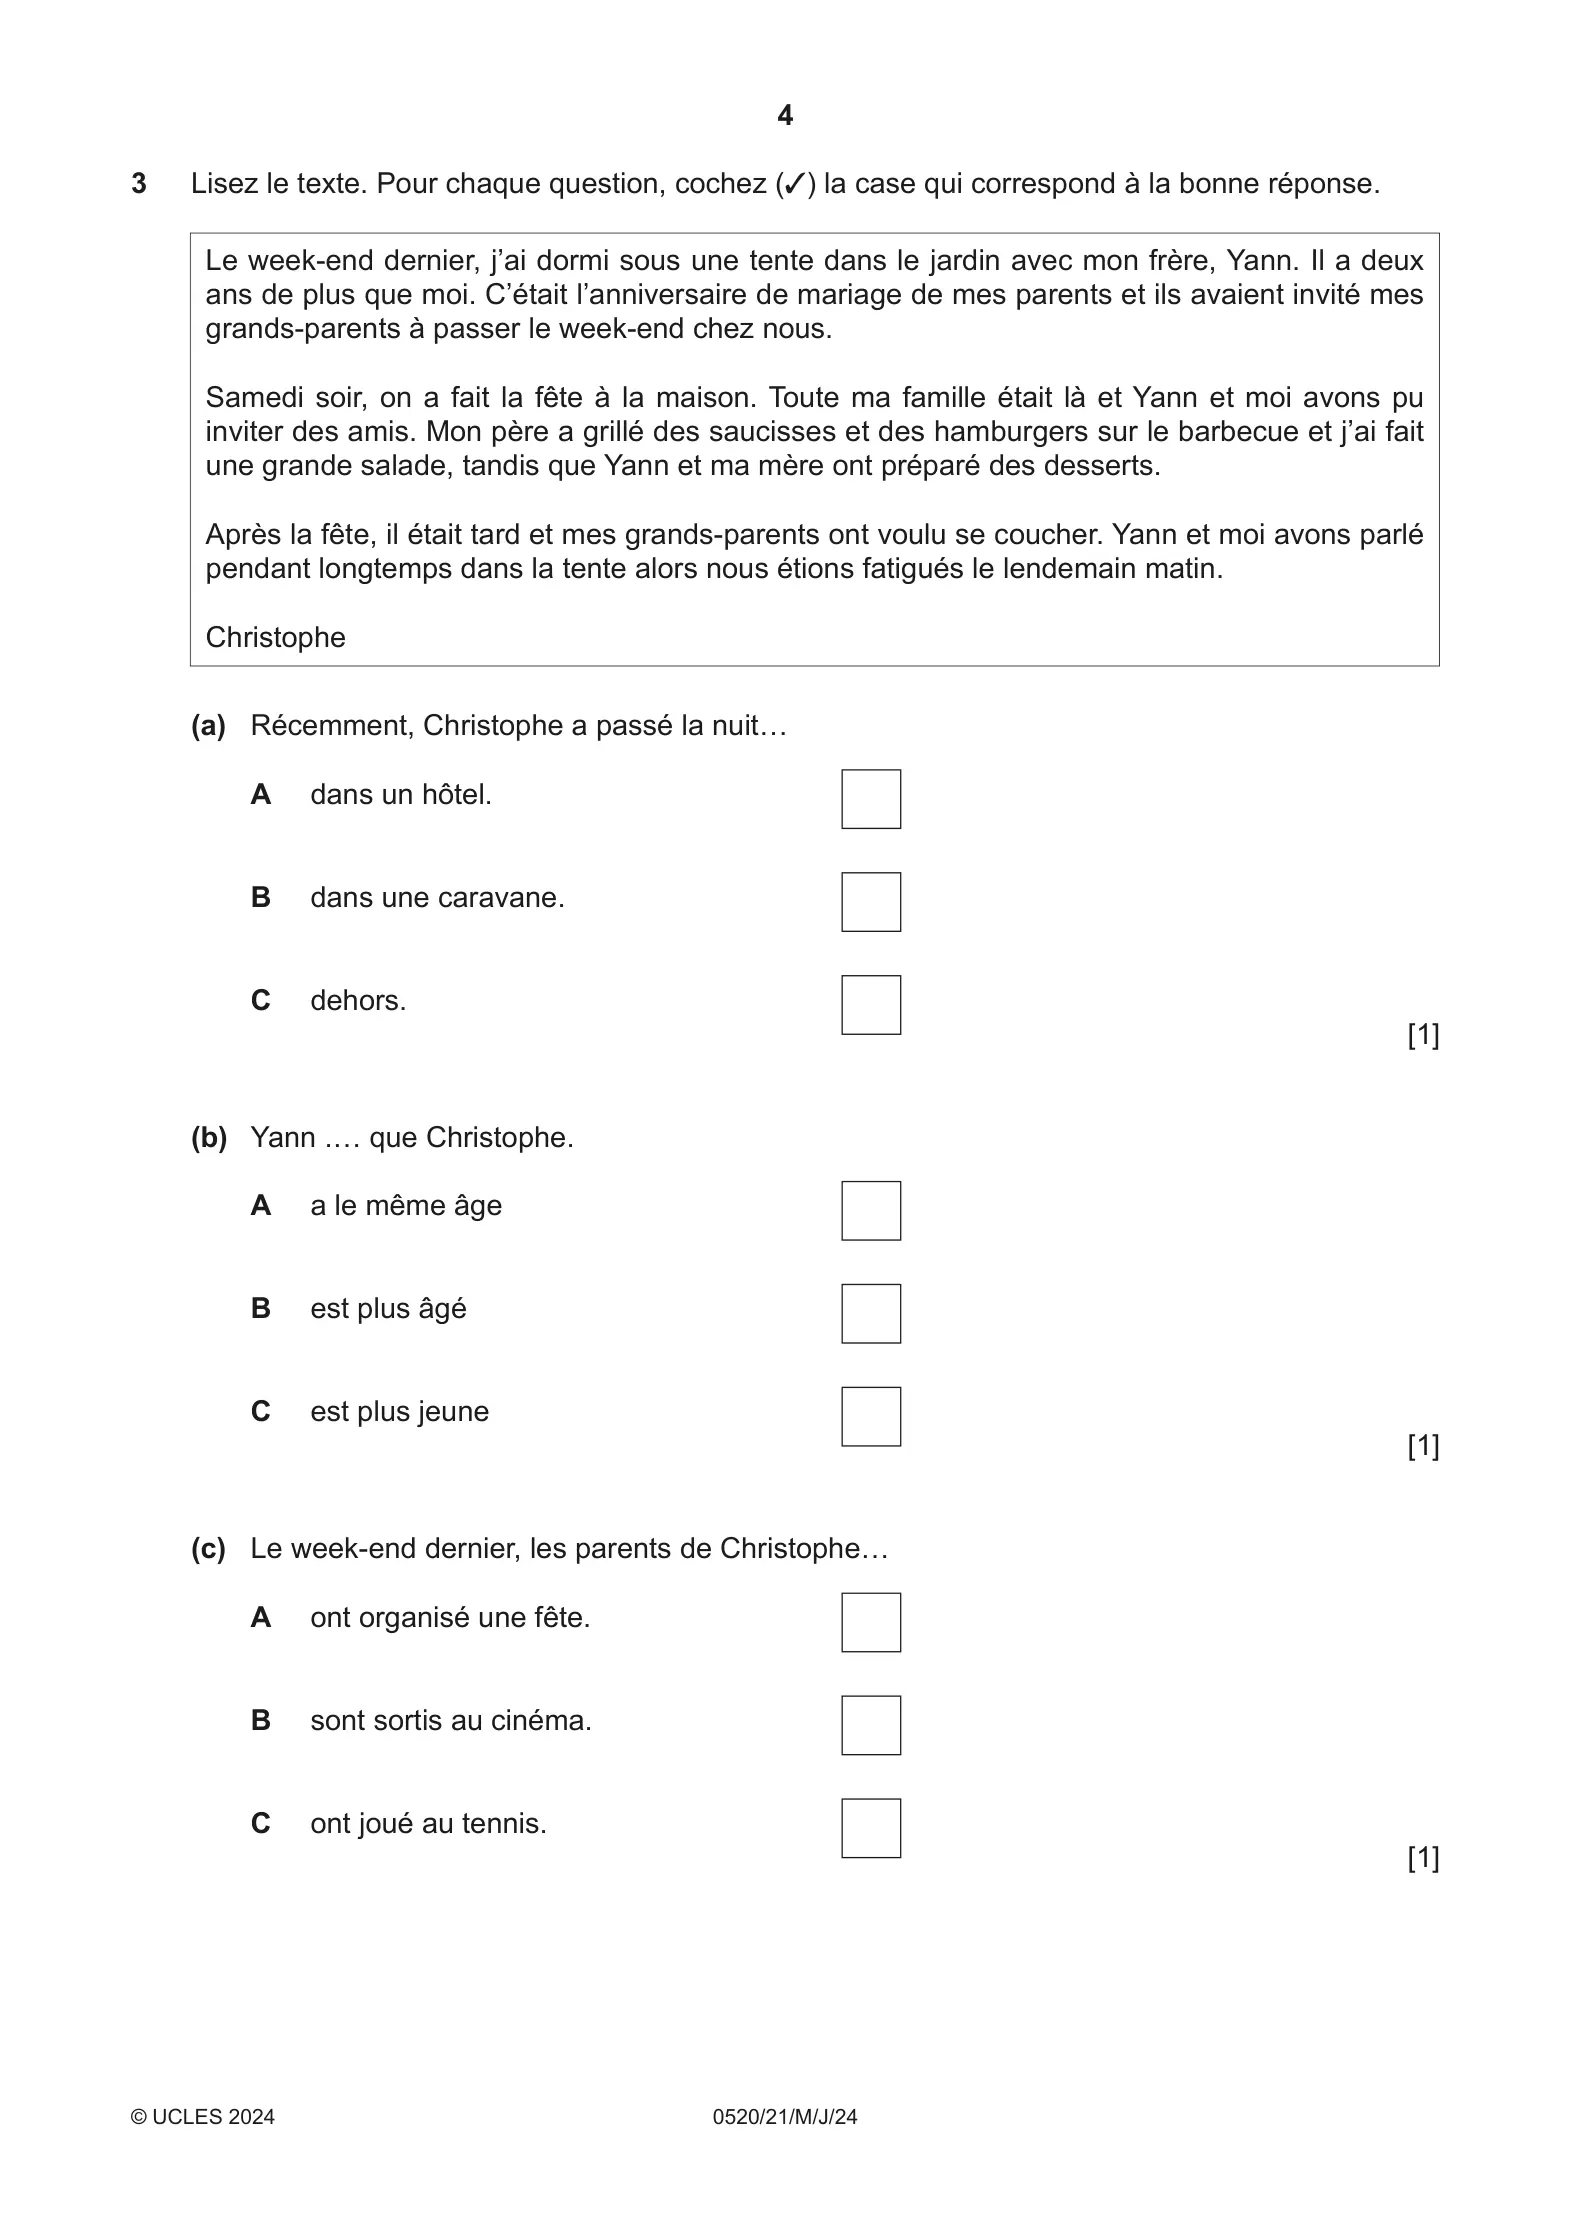 4
3 Lisez le texte. Pour chaque question, cochez (✓) la case qui correspond à la bonne réponse.
Le week-end dernier, j’ai dormi sous une tente dans le jardin avec mon frère, Yann. Il a deux
ans de plus que moi. C’était l’anniversaire de mariage de mes parents et ils avaient invité mes
grands-parents à passer le week-end chez nous.
Samedi soir, on a fait la fête à la maison. Toute ma famille était là et Yann et moi avons pu
inviter des amis. Mon père a grillé des saucisses et des hamburgers sur le barbecue et j’ai fait
une grande salade, tandis que Yann et ma mère ont préparé des desserts.
Après la fête, il était tard et mes grands-parents ont voulu se coucher. Yann et moi avons parlé
pendant longtemps dans la tente alors nous étions fatigués le lendemain matin.
Christophe
(a) Récemment, Christophe a passé la nuit…
A dans un hôtel.
B dans une caravane.
C dehors.
[1]
(b) Yann …. que Christophe.
A a le même âge
B est plus âgé
C est plus jeune
[1]
(c) Le week-end dernier, les parents de Christophe…
A ont organisé une fête.
B sont sortis au cinéma.
C ont joué au tennis.
[1]
© UCLES 2024 0520/21/M/J/24